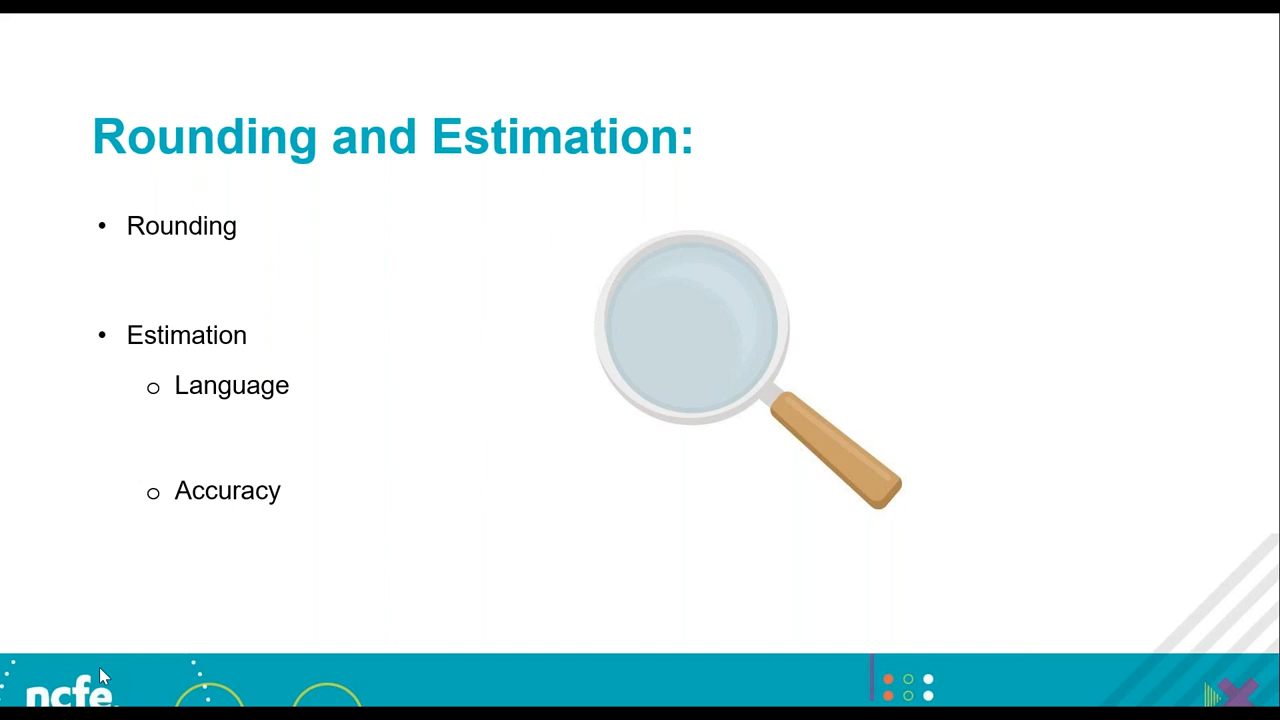 Rounding and Estimation:
• Rounding
• Estimation
o Language
o Accuracy
ncfe.